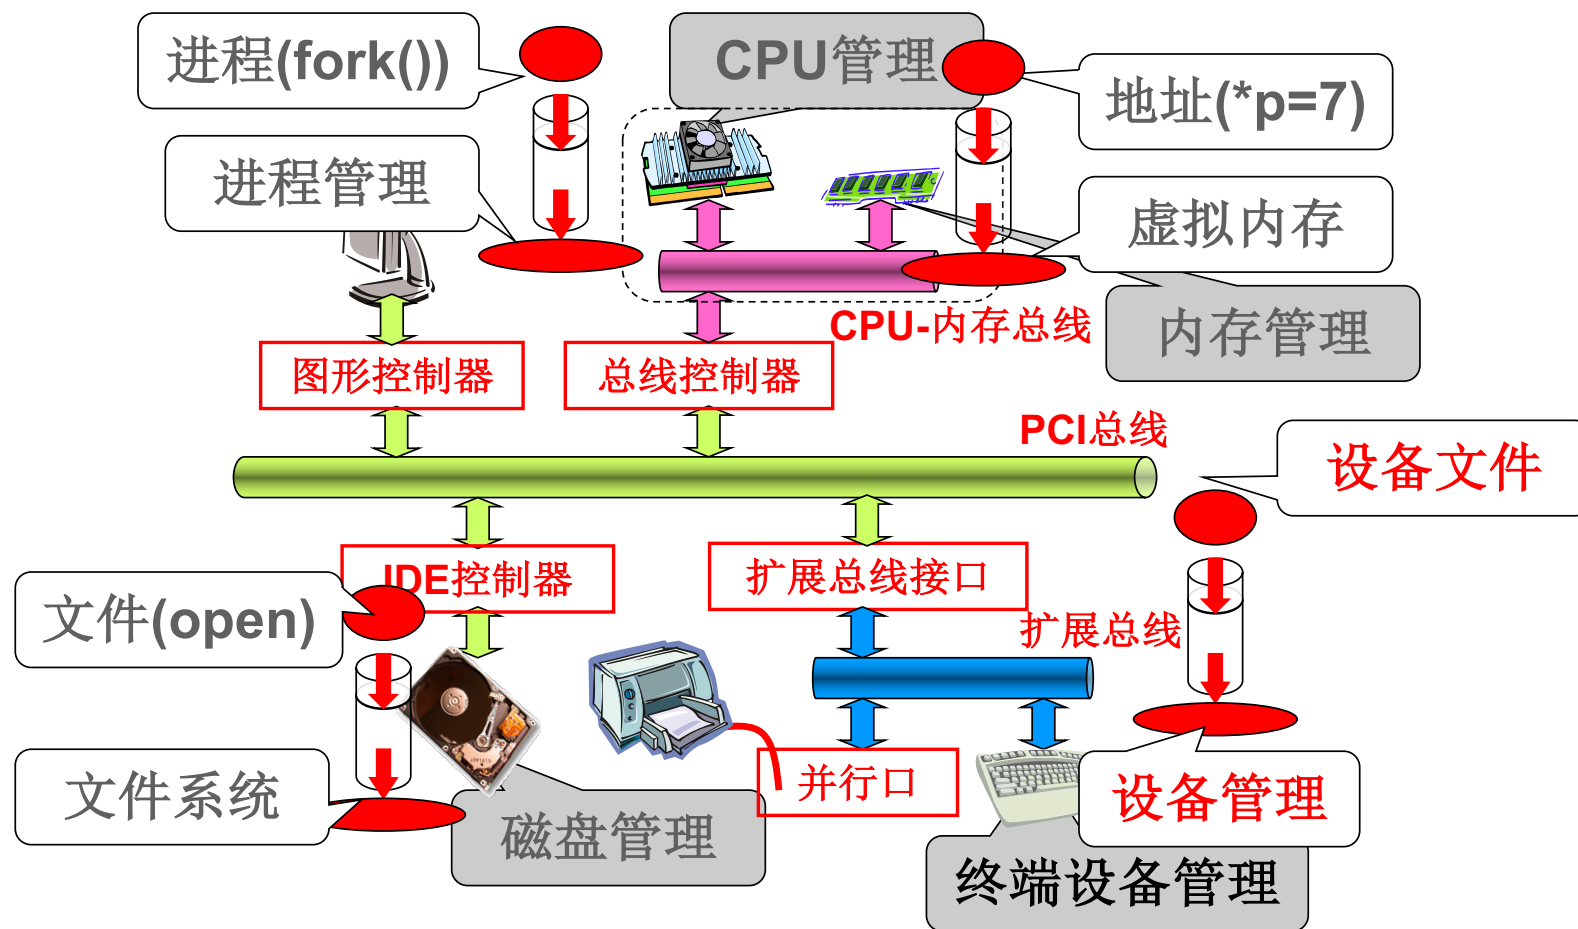 进程(fork())
CPU管理
地址(*p=7)
进程管理
虚拟内存
CPU-内存总线
内存管理
图形控制器
总线控制器
PCI总线
设备文件
IDE控制器
扩展总线接口
文件(open)
扩展总线
文件系统
并行口
设备管理
磁盘管理
终端设备管理